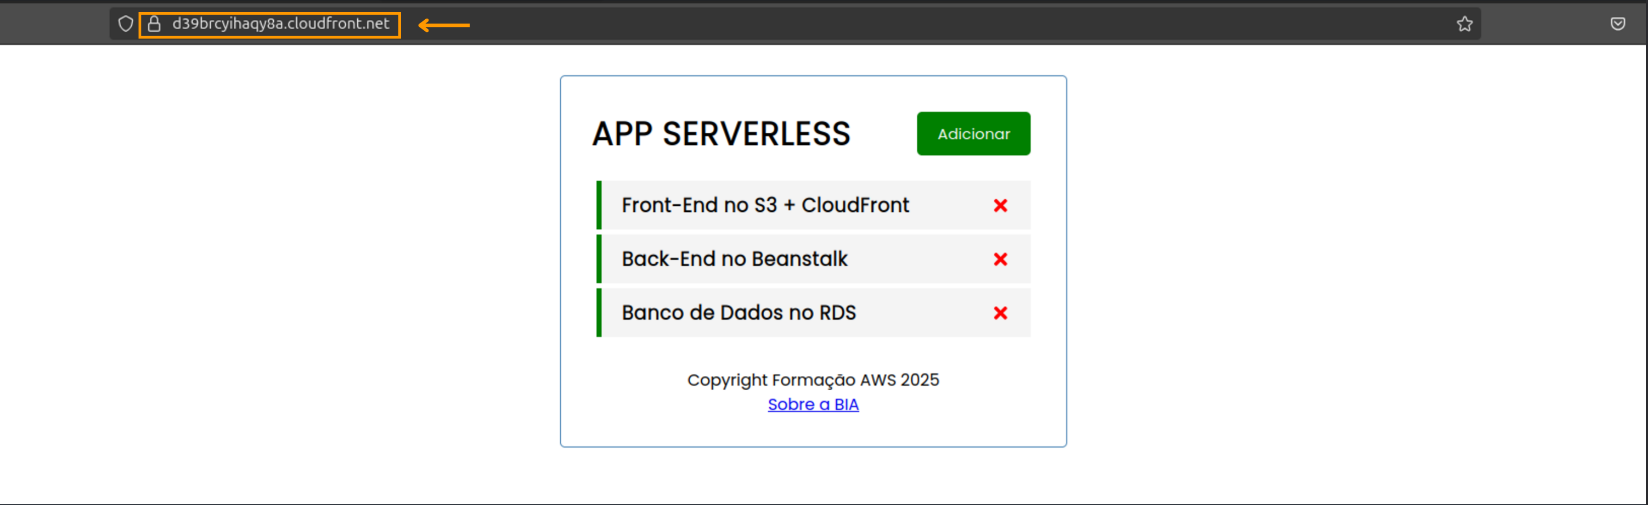 d39brcyihaqy8a.cloudfront.net
APP SERVERLESS
Adicionar
Front-End no S3 + CloudFront
Back-End no Beanstalk
Banco de Dados no RDS
Copyright Formação AWS 2025
Sobre a BIA